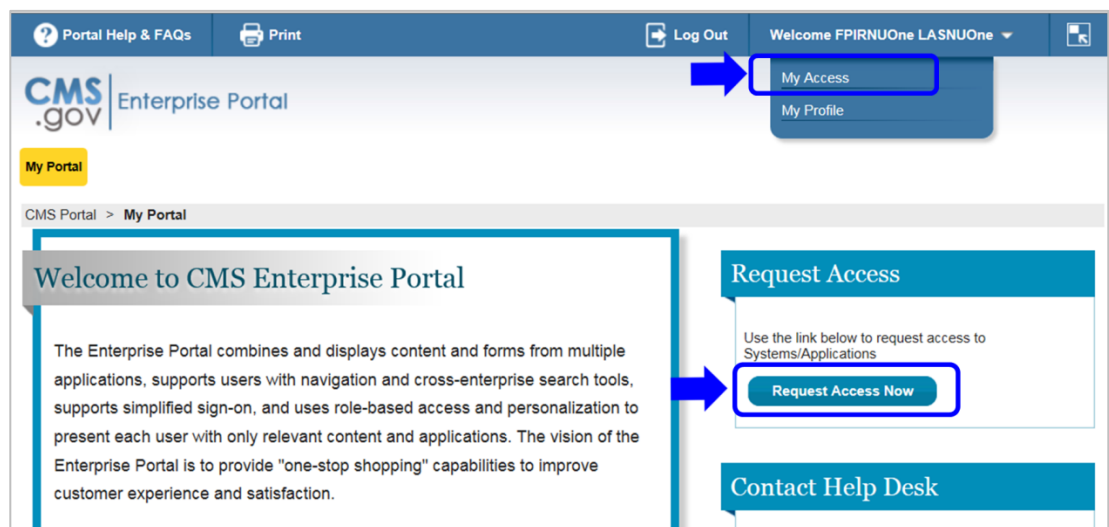 Portal Help & FAQs
Print
Log Out
Welcome FPIRNUOne LASNUOne
My Access
My Profile
CMS
.gov
Enterprise Portal
My Portal
CMS Portal > My Portal
Welcome to CMS Enterprise Portal
The Enterprise Portal combines and displays content and forms from multiple
applications, supports users with navigation and cross-enterprise search tools,
supports simplified sign-on, and uses role-based access and personalization to
present each user with only relevant content and applications. The vision of the
Enterprise Portal is to provide "one-stop shopping" capabilities to improve
customer experience and satisfaction.
Request Access
Use the link below to request access to
Systems/Applications
Request Access Now
Contact Help Desk